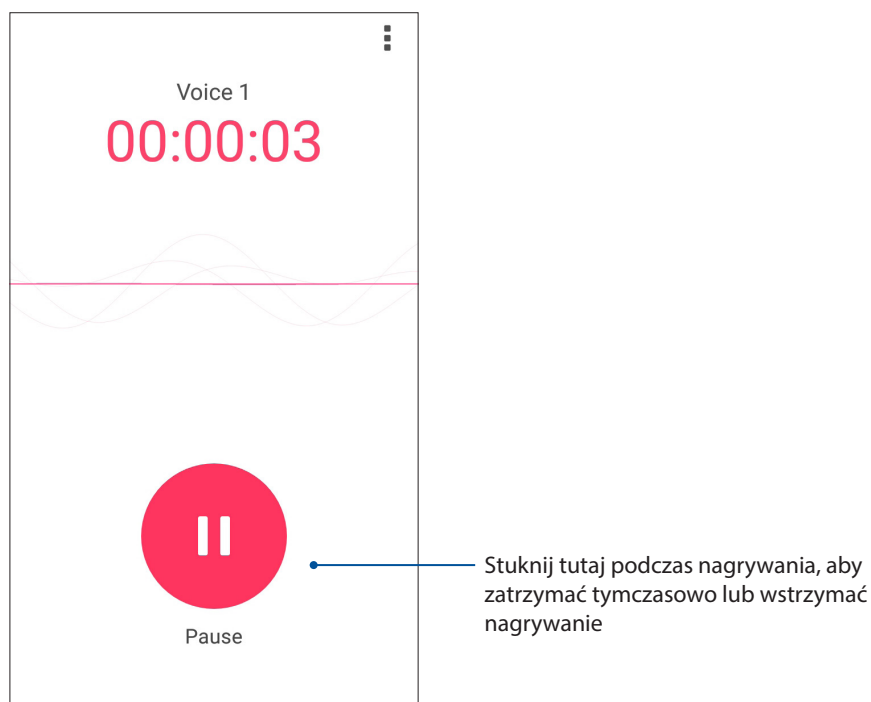 Voice 1
00:00:03
Stuknij tutaj podczas nagrywania, aby
zatrzymać tymczasowo lub wstrzymać
nagrywanie
Pause